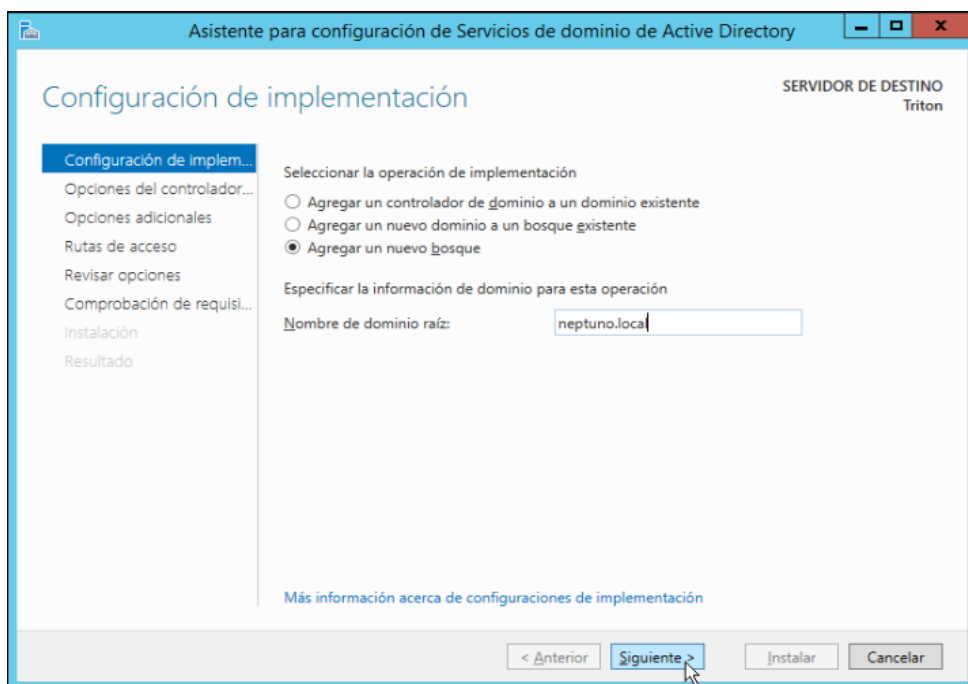 Asistente para configuración de Servicios de dominio de Active Directory
Configuración de implementación
SERVIDOR DE DESTINO
Triton
Configuración de implem...
Opciones del controlador...
Opciones adicionales
Rutas de acceso
Revisar opciones
Comprobación de requisi...
Instalación
Resultado
Seleccionar la operación de implementación
Agregar un controlador de dominio a un dominio existente
Agregar un nuevo dominio a un bosque existente
Agregar un nuevo bosque
Especificar la información de dominio para esta operación
Nombre de dominio raíz: neptuno.local
Más información acerca de configuraciones de implementación
< Anterior Siguiente > Instalar Cancelar